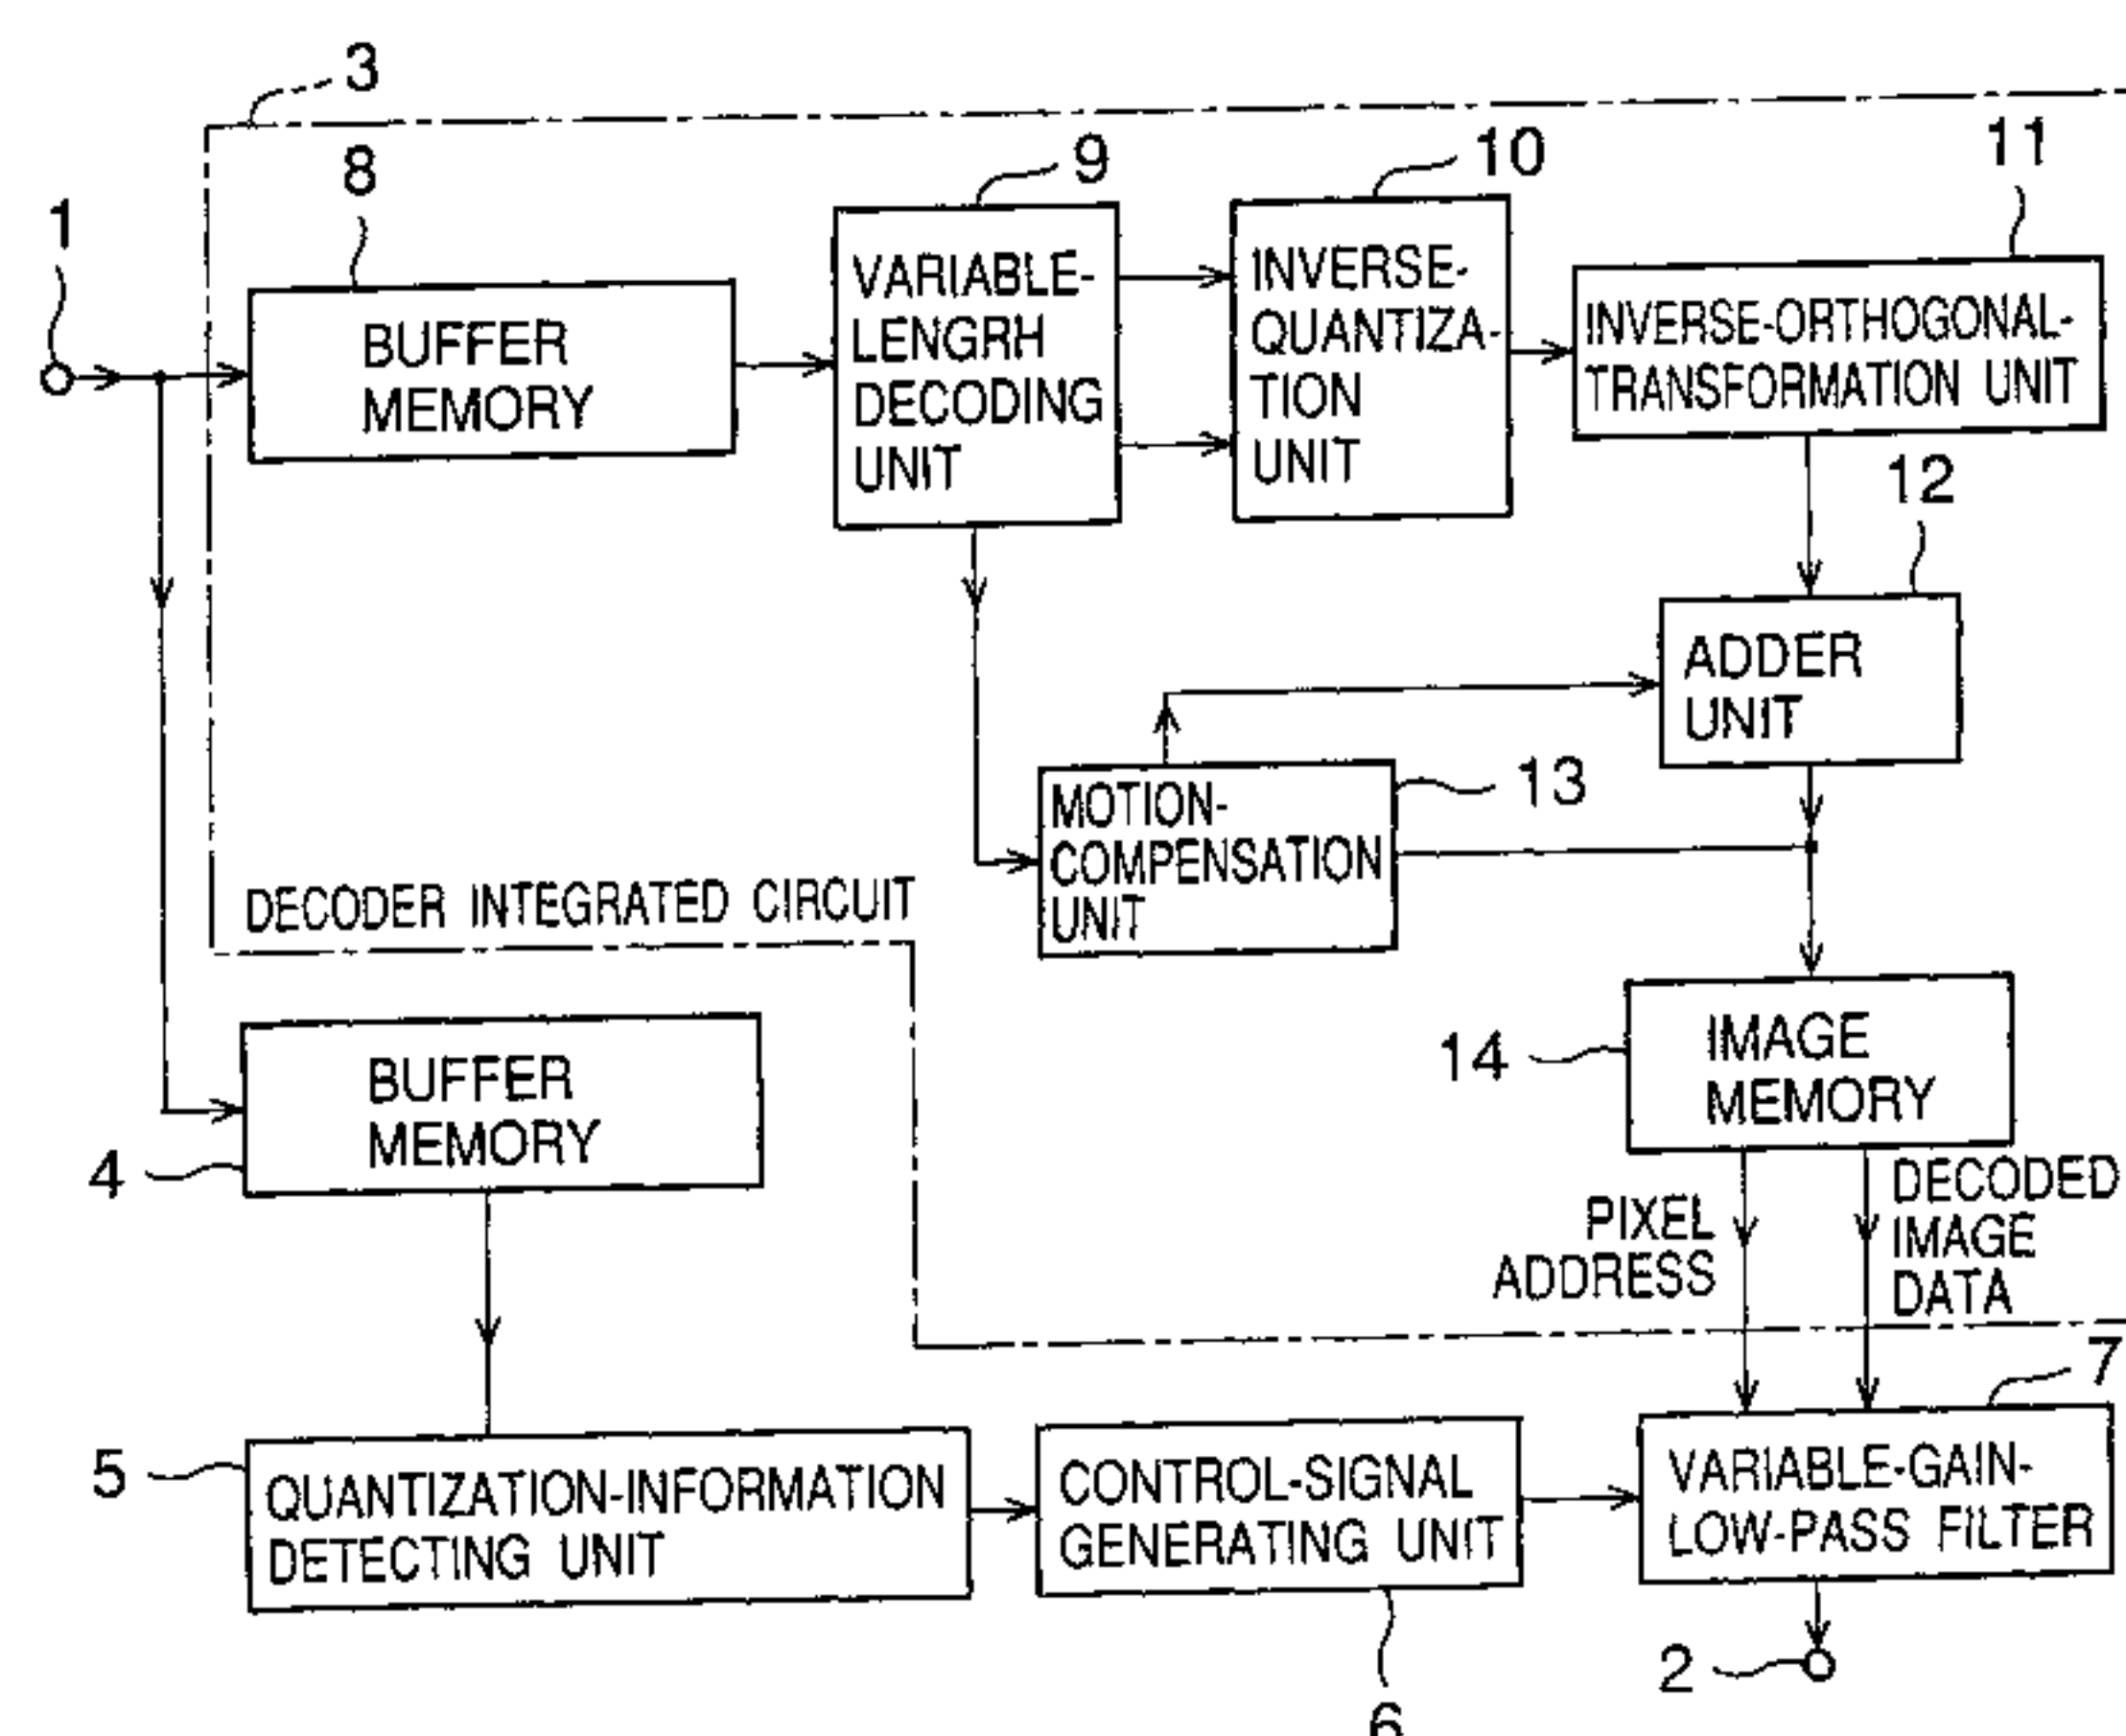 3
8
9
10
11
1
BUFFER
MEMORY
VARIABLE-
LENGRH
DECODING
UNIT
INVERSE-
QUANTIZA-
TION
UNIT
INVERSE-ORTHOGONAL-
TRANSFORMATION UNIT
12
ADDER
UNIT
13
MOTION-
COMPENSATION
UNIT
DECODER INTEGRATED CIRCUIT
14
IMAGE
MEMORY
BUFFER
MEMORY
4
PIXEL
ADDRESS
DECODED
IMAGE
DATA
7
5
QUANTIZATION-INFORMATION
DETECTING UNIT
CONTROL-SIGNAL
GENERATING UNIT
VARIABLE-GAIN-
LOW-PASS FILTER
2
6